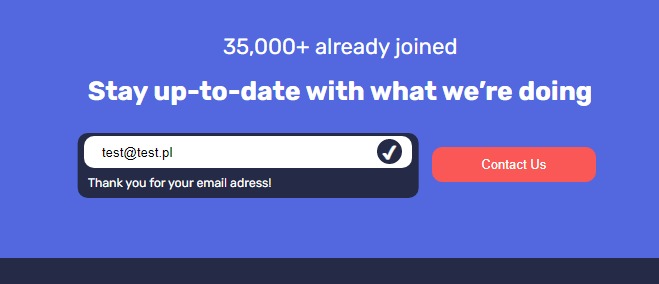 35,000+ already joined
Stay up-to-date with what we’re doing
test@test.pl
Contact Us
Thank you for your email adress!